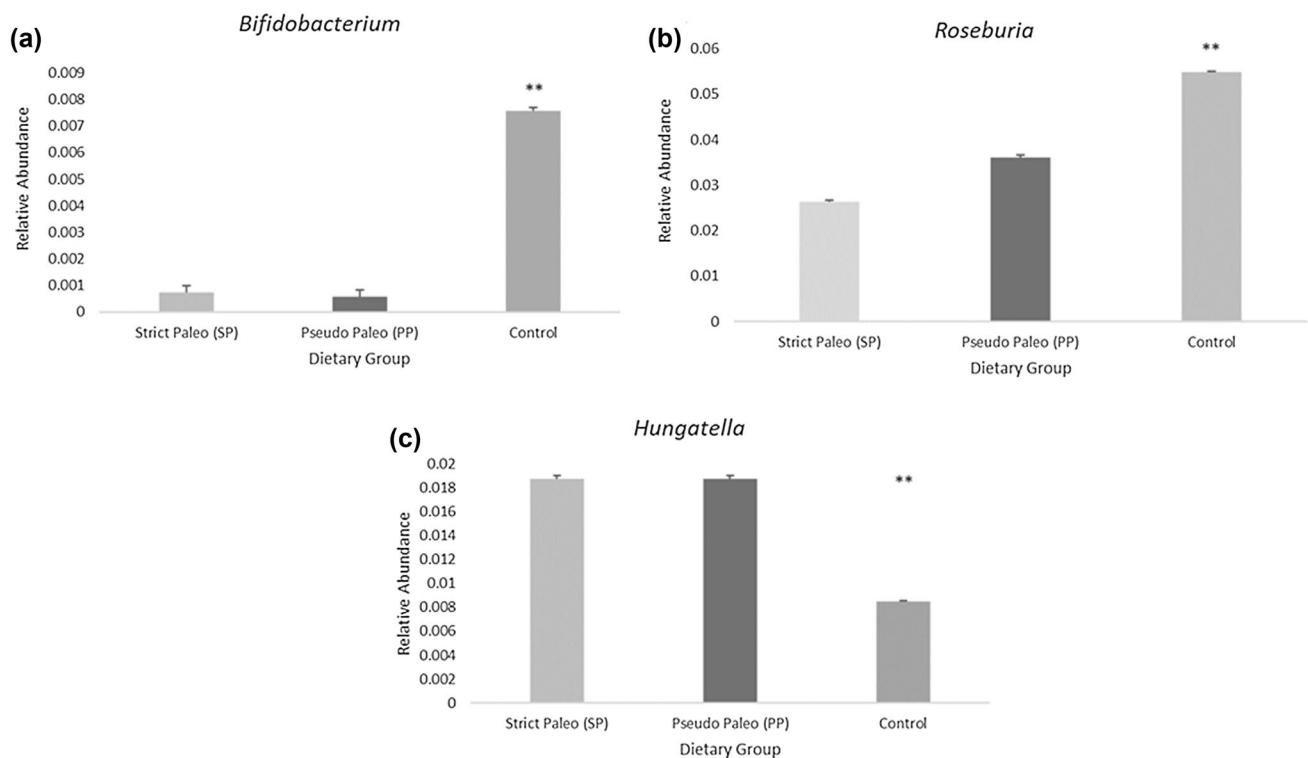 (a)
Bifidobacterium
0.009
0.008
0.007
0.006
0.005
0.004
0.003
0.002
0.001
0
Relative Abundance
**
Strict Paleo (SP)
Pseudo Paleo (PP)
Control
Dietary Group
(b)
Roseburia
0.06
0.05
0.04
0.03
0.02
0.01
0
Relative Abundance
**
Strict Paleo (SP)
Pseudo Paleo (PP)
Control
Dietary Group
(c)
Hungatella
0.02
0.018
0.016
0.014
0.012
0.01
0.008
0.006
0.004
0.002
0
Relative Abundance
**
Strict Paleo (SP)
Pseudo Paleo (PP)
Control
Dietary Group